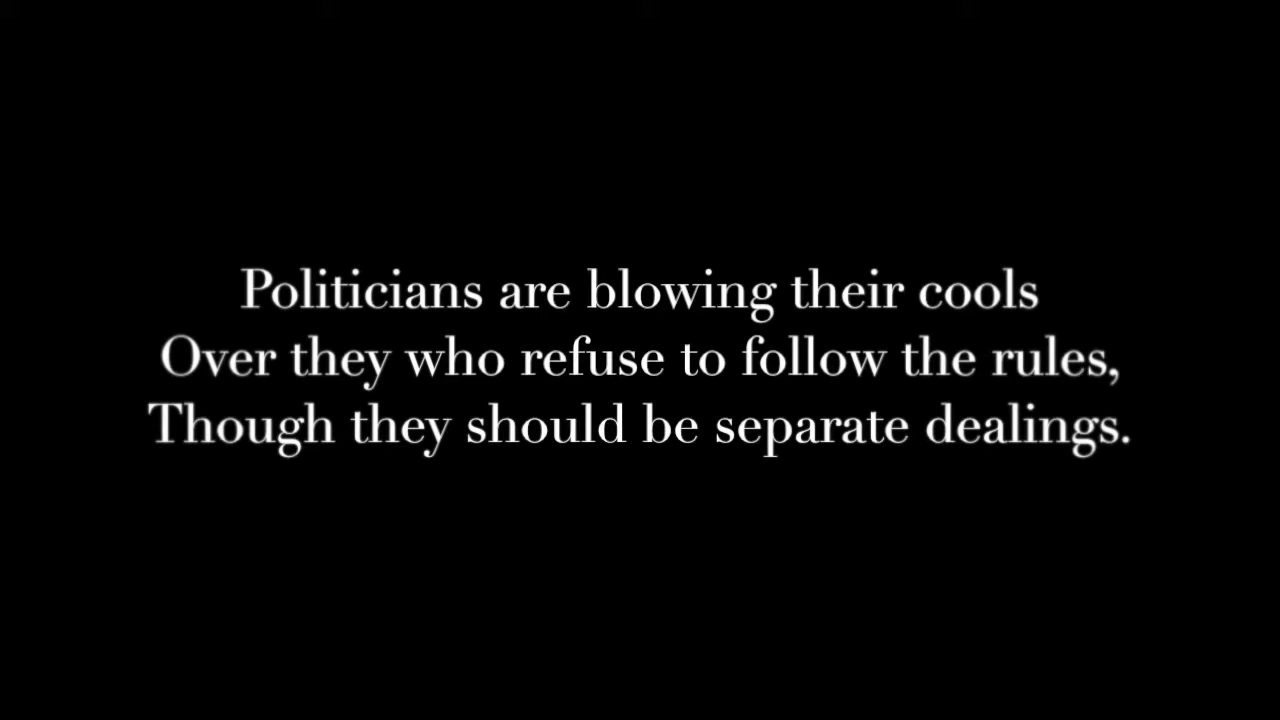 Politicians are blowing their cools
Over they who refuse to follow the rules,
Though they should be separate dealings.